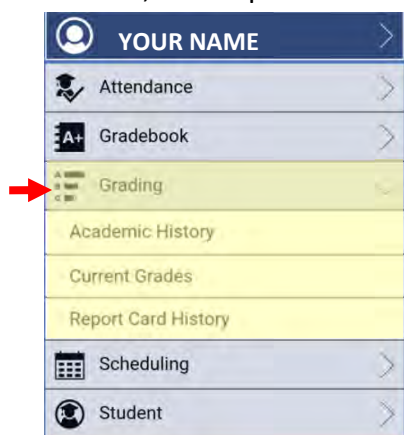 YOUR NAME
Attendance
A+ Gradebook
Grading
Academic History
Current Grades
Report Card History
Scheduling
Student